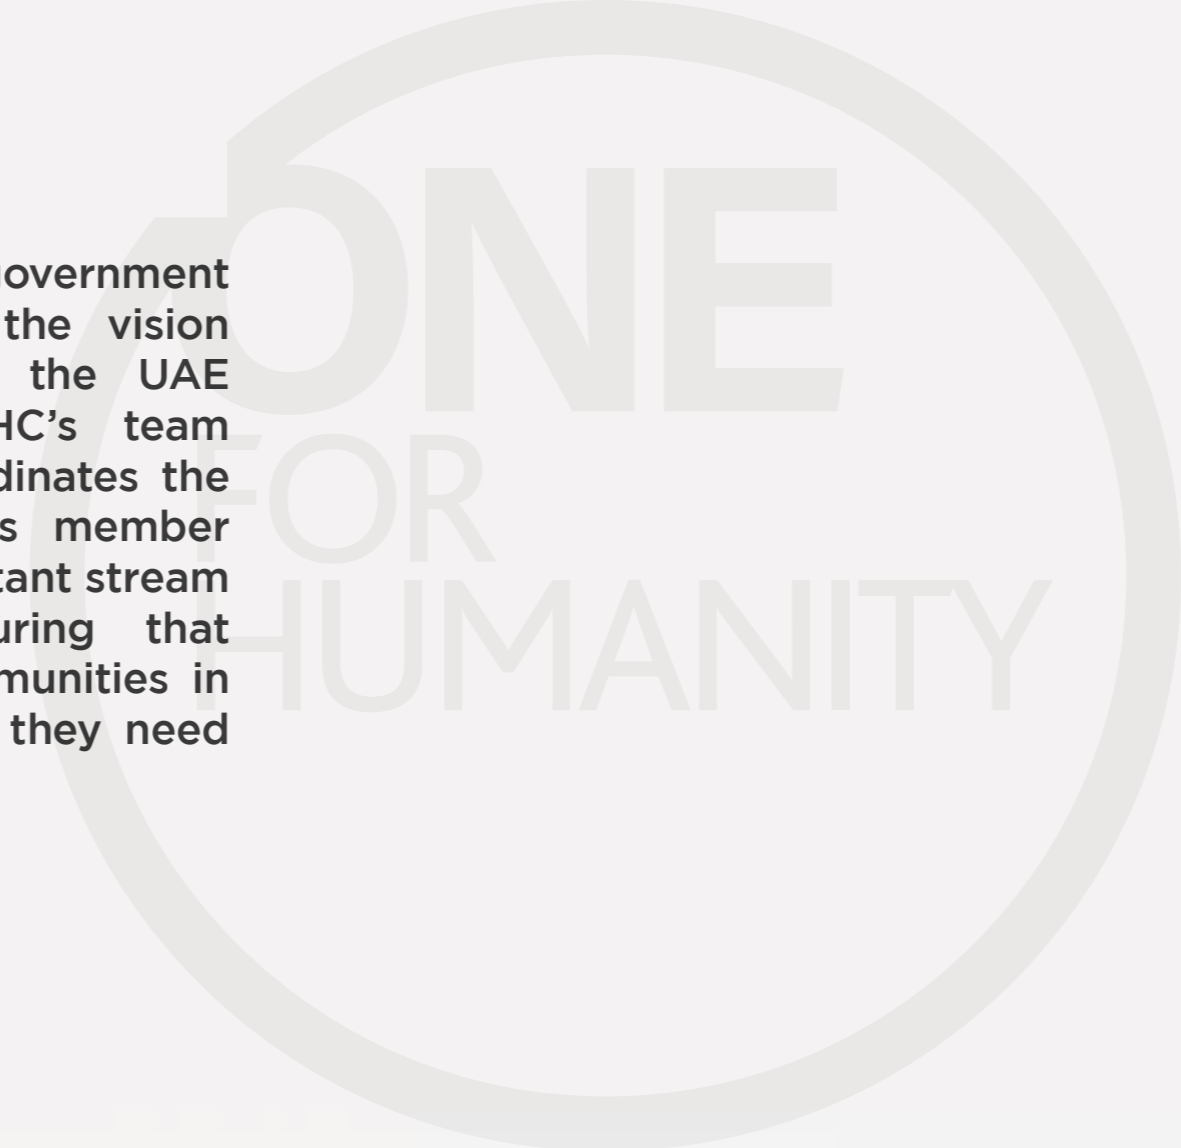 ONE
FOR
HUMANITY
overnment
the vision
the UAE
HC’s team
dinates the
s member
tant stream
uring that
munities in
they need